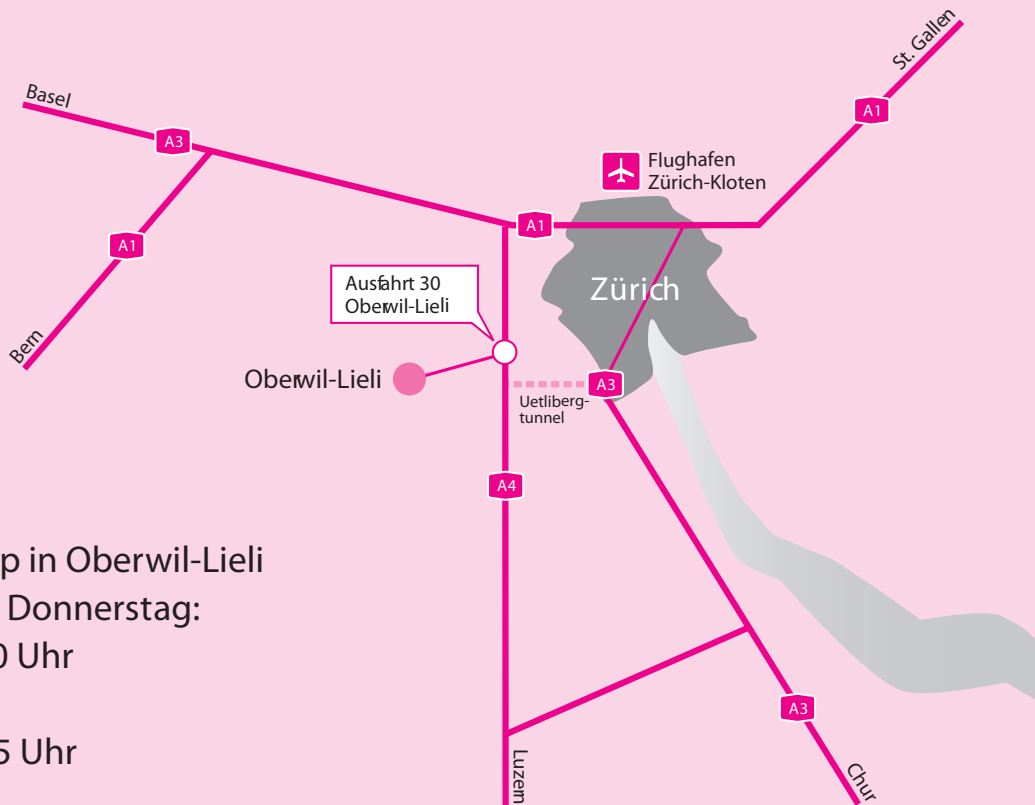 St. Gallen
Basel
A1
A3
Flughafen
Zürich-Kloten
A1
A1
Ausfahrt 30
Oberwil-Lieli
Zürich
Bern
Oberwil-Lieli
A3
Uetliberg-
tunnel
A4
p in Oberwil-Lieli
Donnerstag:
0 Uhr
A3
5 Uhr
Luzern
Chur